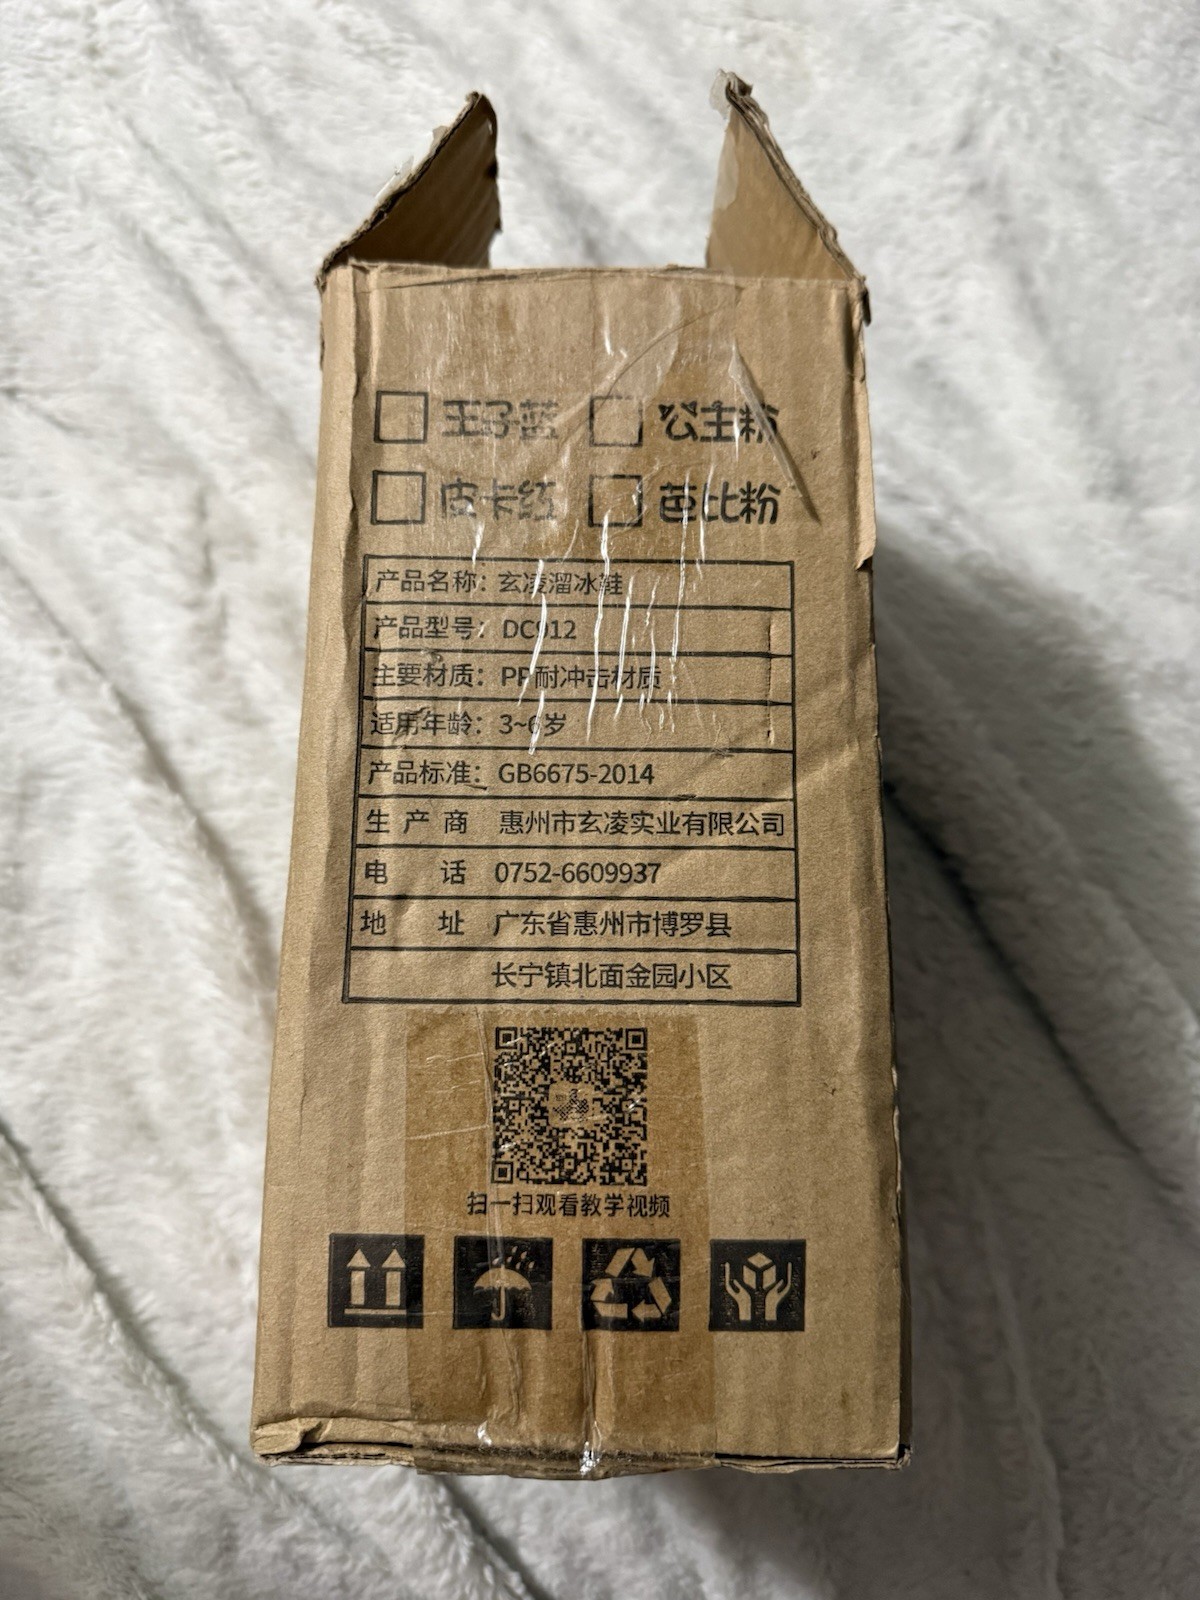 王子蓝 公主粉
皮卡红 芭比粉
产品名称：玄凌溜冰鞋
产品型号：DC912
主要材质：PP耐冲击材质
适用年龄：3~6岁
产品标准：GB6675-2014
生产商 惠州市玄凌实业有限公司
电话 0752-6609937
地址 广东省惠州市博罗县
长宁镇北面金园小区
扫一扫观看教学视频